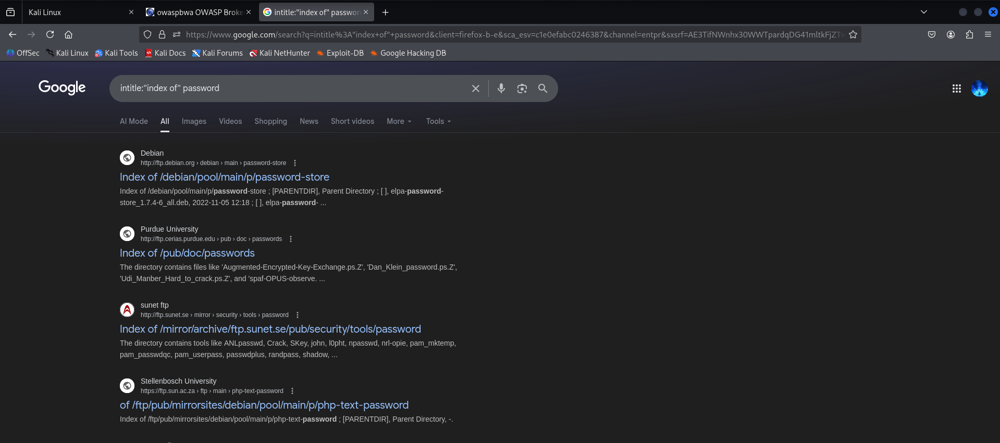 Kali Linux
owaspbwa OWASP Broke
intitle:"index of" passwor
https://www.google.com/search?q=intitle%3A"index+of"+password&client=firefox-b-e&sca_esv=c1e0efabc0246387&channel=entpr&sxsrf=AE3TifNWnhx30WWTpardqDG41mltkFjZTw
OffSec
Kali Linux
Kali Tools
Kali Docs
Kali Forums
Kali NetHunter
Exploit-DB
Google Hacking DB
Google
intitle:"index of" password
AI Mode
All
Images
Videos
Shopping
News
Short videos
More
Tools
Debian
http://ftp.debian.org › debian › main › password-store
Index of /debian/pool/main/p/password-store
Index of /debian/pool/main/p/password-store ; [PARENTDIR], Parent Directory ; [ ], elpa-password-
store_1.7.4-6_all.deb, 2022-11-05 12:18 ; [ ], elpa-password- ...
Purdue University
http://ftp.cerias.purdue.edu › pub › doc › passwords
Index of /pub/doc/passwords
The directory contains files like 'Augmented-Encrypted-Key-Exchange.ps.Z', 'Dan_Klein_password.ps.Z',
'Udi_Manber_Hard_to_crack.ps.Z', and 'spaf-OPUS-observe. ...
sunet ftp
http://ftp.sunet.se › mirror › security › tools › password
Index of /mirror/archive/ftp.sunet.se/pub/security/tools/password
The directory contains tools like ANLpasswd, Crack, SKey, john, l0pht, npasswd, nrl-opie, pam_mktemp,
pam_passwdqc, pam_userpass, passwdplus, randpass, shadow, ...
Stellenbosch University
https://ftp.sun.ac.za › ftp › main › php-text-password
of /ftp/pub/mirrorsites/debian/pool/main/p/php-text-password
Index of /ftp/pub/mirrorsites/debian/pool/main/p/php-text-password ; [PARENTDIR], Parent Directory, -.